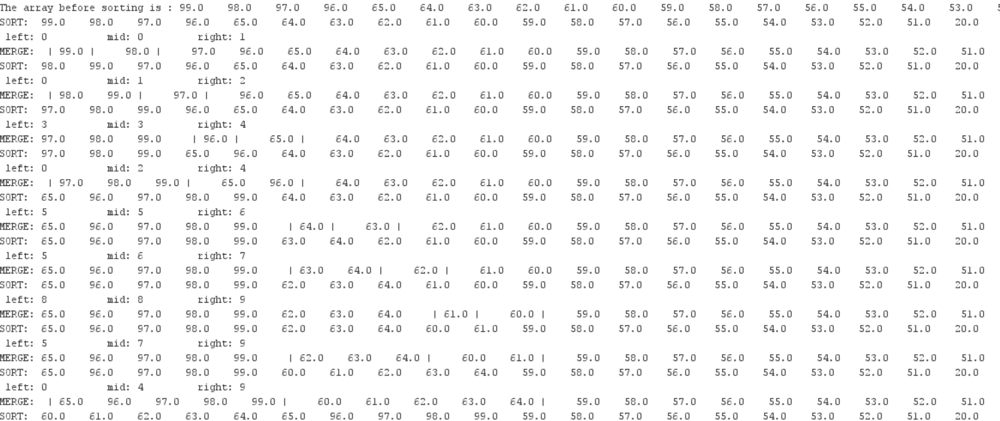 The array before sorting is : 99.0 98.0 97.0 96.0 65.0 64.0 63.0 62.0 61.0 60.0 59.0 58.0 57.0 56.0 55.0 54.0 53.0
SORT: 99.0 98.0 97.0 96.0 65.0 64.0 63.0 62.0 61.0 60.0 59.0 58.0 57.0 56.0 55.0 54.0 53.0 52.0 51.0 20.0
left: 0 mid: 0 right: 1
MERGE: | 99.0 | 98.0 | 97.0 96.0 65.0 64.0 63.0 62.0 61.0 60.0 59.0 58.0 57.0 56.0 55.0 54.0 53.0 52.0 51.0
SORT: 98.0 99.0 97.0 96.0 65.0 64.0 63.0 62.0 61.0 60.0 59.0 58.0 57.0 56.0 55.0 54.0 53.0 52.0 51.0 20.0
left: 0 mid: 1 right: 2
MERGE: | 98.0 99.0 | 97.0 | 96.0 65.0 64.0 63.0 62.0 61.0 60.0 59.0 58.0 57.0 56.0 55.0 54.0 53.0 52.0 51.0
SORT: 97.0 98.0 99.0 96.0 65.0 64.0 63.0 62.0 61.0 60.0 59.0 58.0 57.0 56.0 55.0 54.0 53.0 52.0 51.0 20.0
left: 3 mid: 3 right: 4
MERGE: 97.0 98.0 99.0 | 96.0 | 65.0 | 64.0 63.0 62.0 61.0 60.0 59.0 58.0 57.0 56.0 55.0 54.0 53.0 52.0 51.0
SORT: 97.0 98.0 99.0 65.0 96.0 64.0 63.0 62.0 61.0 60.0 59.0 58.0 57.0 56.0 55.0 54.0 53.0 52.0 51.0 20.0
left: 0 mid: 2 right: 4
MERGE: | 97.0 98.0 99.0 | 65.0 96.0 | 64.0 63.0 62.0 61.0 60.0 59.0 58.0 57.0 56.0 55.0 54.0 53.0 52.0 51.0
SORT: 65.0 96.0 97.0 98.0 99.0 64.0 63.0 62.0 61.0 60.0 59.0 58.0 57.0 56.0 55.0 54.0 53.0 52.0 51.0 20.0
left: 5 mid: 5 right: 6
MERGE: 65.0 96.0 97.0 98.0 99.0 | 64.0 | 63.0 | 62.0 61.0 60.0 59.0 58.0 57.0 56.0 55.0 54.0 53.0 52.0 51.0
SORT: 65.0 96.0 97.0 98.0 99.0 63.0 64.0 62.0 61.0 60.0 59.0 58.0 57.0 56.0 55.0 54.0 53.0 52.0 51.0 20.0
left: 5 mid: 6 right: 7
MERGE: 65.0 96.0 97.0 98.0 99.0 | 63.0 64.0 | 62.0 | 61.0 60.0 59.0 58.0 57.0 56.0 55.0 54.0 53.0 52.0 51.0
SORT: 65.0 96.0 97.0 98.0 99.0 62.0 63.0 64.0 61.0 60.0 59.0 58.0 57.0 56.0 55.0 54.0 53.0 52.0 51.0 20.0
left: 8 mid: 8 right: 9
MERGE: 65.0 96.0 97.0 98.0 99.0 62.0 63.0 64.0 | 61.0 | 60.0 | 59.0 58.0 57.0 56.0 55.0 54.0 53.0 52.0 51.0
SORT: 65.0 96.0 97.0 98.0 99.0 62.0 63.0 64.0 60.0 61.0 59.0 58.0 57.0 56.0 55.0 54.0 53.0 52.0 51.0 20.0
left: 5 mid: 7 right: 9
MERGE: 65.0 96.0 97.0 98.0 99.0 | 62.0 63.0 64.0 | 60.0 61.0 | 59.0 58.0 57.0 56.0 55.0 54.0 53.0 52.0 51.0
SORT: 65.0 96.0 97.0 98.0 99.0 60.0 61.0 62.0 63.0 64.0 59.0 58.0 57.0 56.0 55.0 54.0 53.0 52.0 51.0 20.0
left: 0 mid: 4 right: 9
MERGE: | 65.0 96.0 97.0 98.0 99.0 | 60.0 61.0 62.0 63.0 64.0 | 59.0 58.0 57.0 56.0 55.0 54.0 53.0 52.0 51.0
SORT: 60.0 61.0 62.0 63.0 64.0 65.0 96.0 97.0 98.0 99.0 59.0 58.0 57.0 56.0 55.0 54.0 53.0 52.0 51.0 20.0